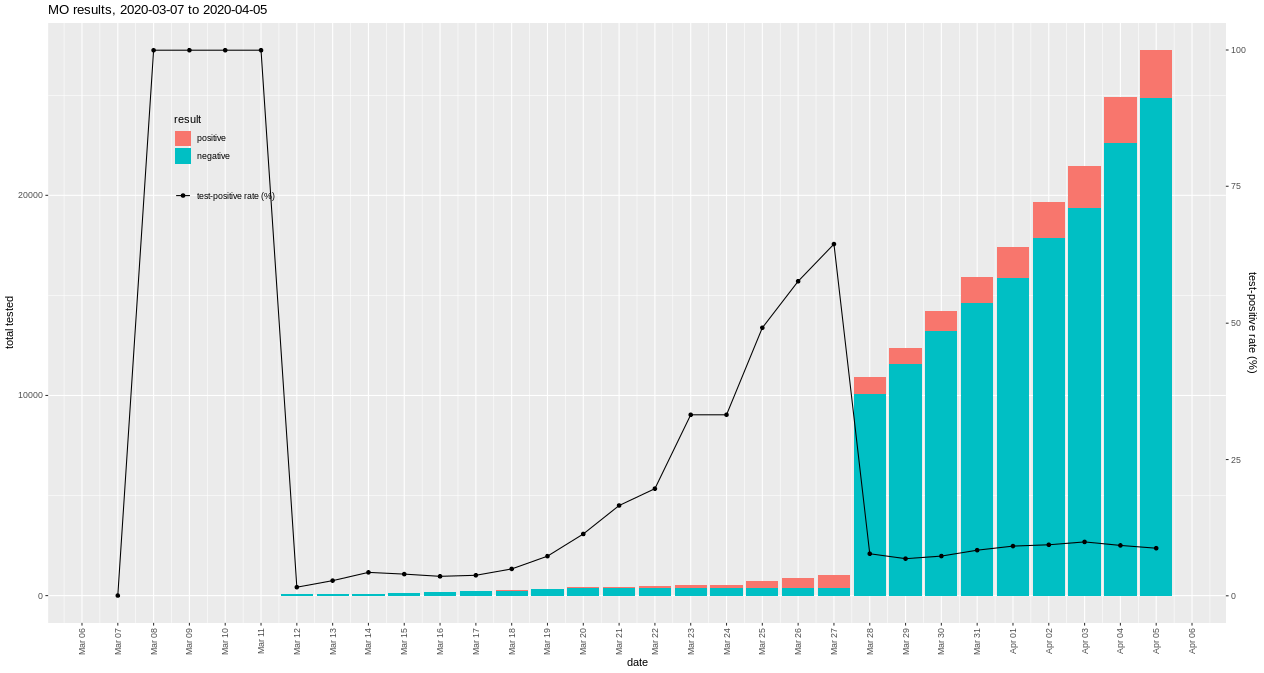 MO results, 2020-03-07 to 2020-04-05
result
positive
negative
test-positive rate (%)
total tested
20000
10000
0
100
75
50
25
0
test-positive rate (%)
Mar 06
Mar 07
Mar 08
Mar 09
Mar 10
Mar 11
Mar 12
Mar 13
Mar 14
Mar 15
Mar 16
Mar 17
Mar 18
Mar 19
Mar 20
Mar 21
Mar 22
Mar 23
Mar 24
Mar 25
Mar 26
Mar 27
Mar 28
Mar 29
Mar 30
Mar 31
Apr 01
Apr 02
Apr 03
Apr 04
Apr 05
Apr 06
date